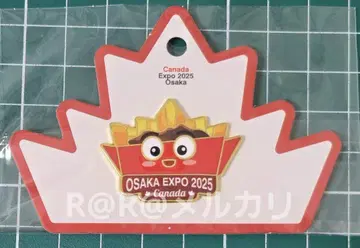 Canada
Expo 2025
Osaka
OSAKA EXPO 2025
Canada
R@R@メルカリ